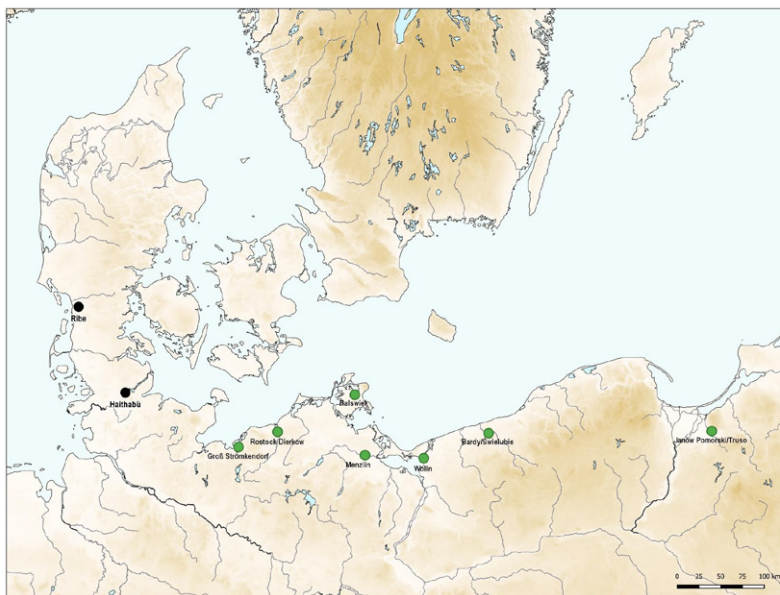 Ribe
Haithabu
Ralswiek
Rostock/Dierkow
Groß Strömkendorf
Menzlin
Wollin
Bardy/Świelubie
Janów Pomorski/Truso
0 25 50 75 100 km